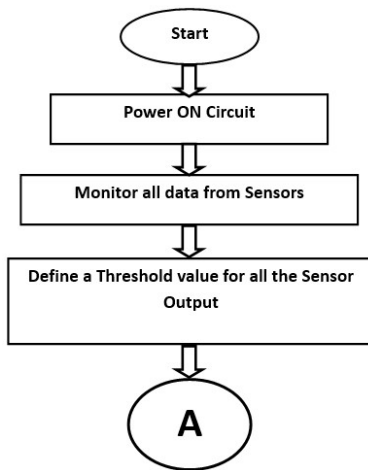 Start
Power ON Circuit
Monitor all data from Sensors
Define a Threshold value for all the Sensor
Output
A